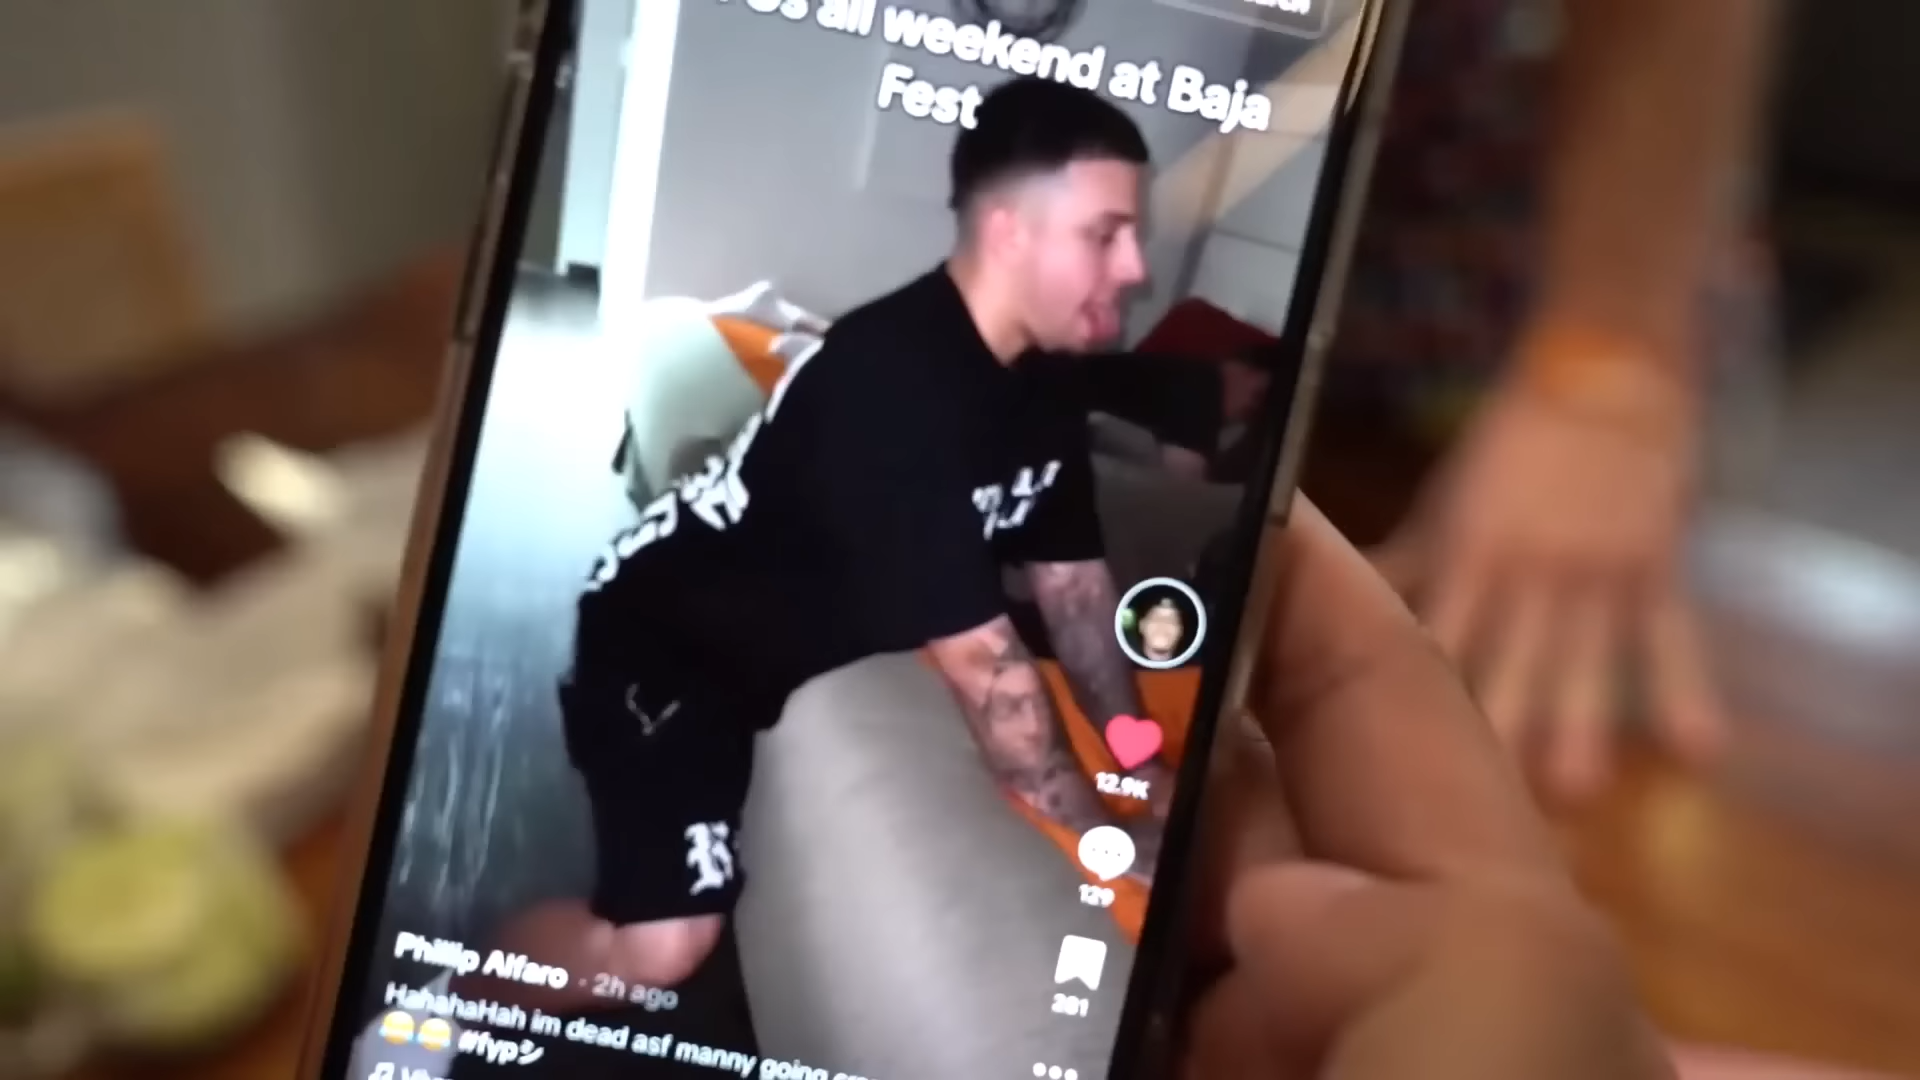 all weekend at Baja
Fest
12.9K
129
Phillip Alfaro · 2h ago
281
HahahaHah im dead asf manny going
#fypシ